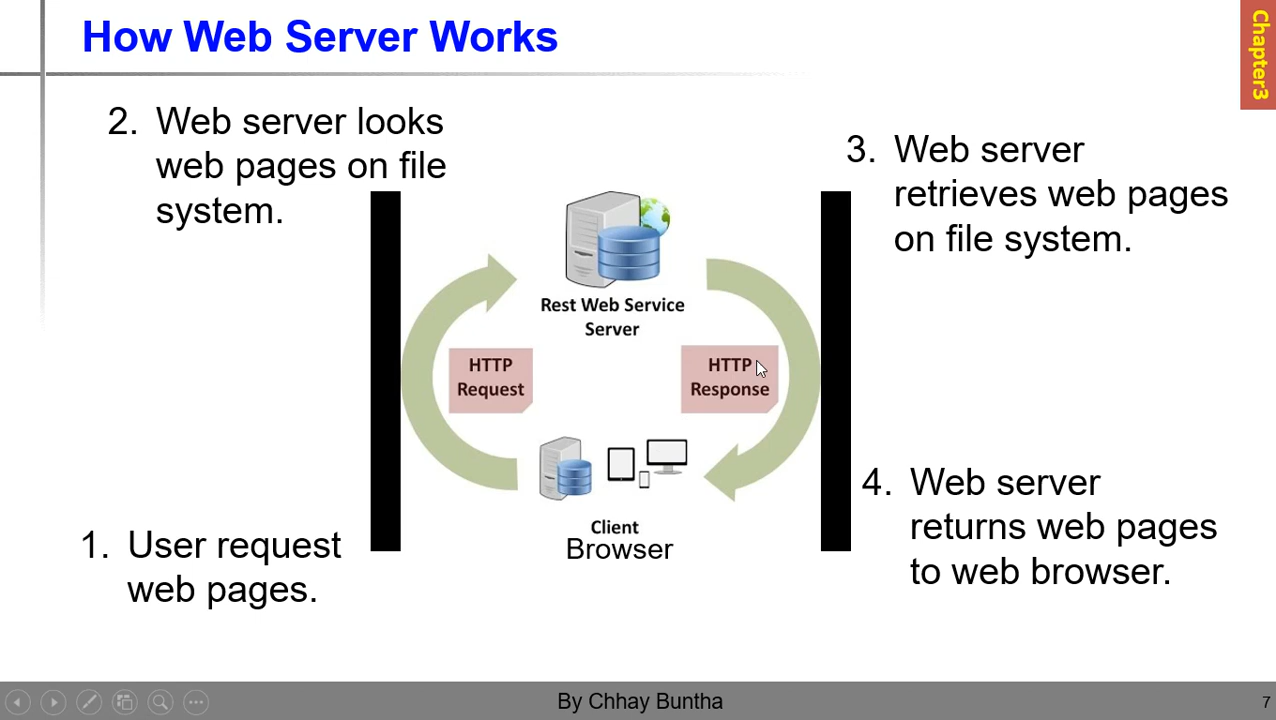 How Web Server Works
Chapter3
2. Web server looks
web pages on file
system.
3. Web server
retrieves web pages
on file system.
Rest Web Service
Server
HTTP
Request
HTTP
Response
Client
Browser
1. User request
web pages.
4. Web server
returns web pages
to web browser.
By Chhay Buntha
7